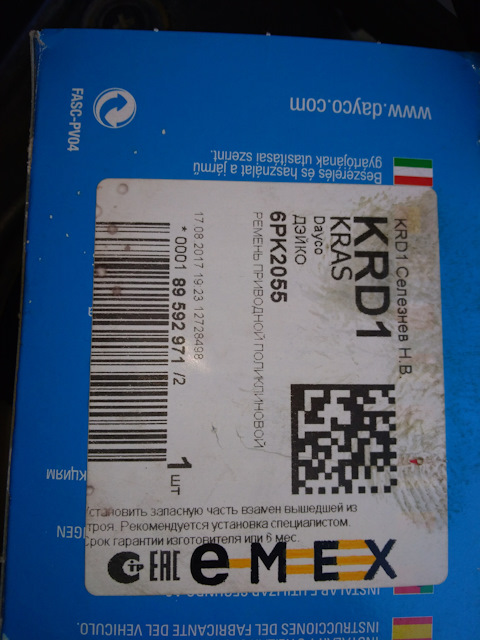 KRD1 Селезнев Н.В.
KRD1
KRAS
Dayco
ДЭЙКО
6PK2055
РЕМЕНЬ ПРИВОДНОЙ ПОЛИКЛИНОВОЙ
17.08.2017 19:23 12728498
* 0001 89 592 971 /2
1 ШТ
установить запасную часть взамен вышедшей из
строя. Рекомендуется установка специалистом.
Срок гарантии изготовителя или 6 мес.
EAC
eMEX
FASC-PV04
www.dayco.com
Beszerelés és használat a jármű
gyártójának utasításai szerint.
INSTRUCCIONES DEL FABRICANTE DEL VEHICULO.